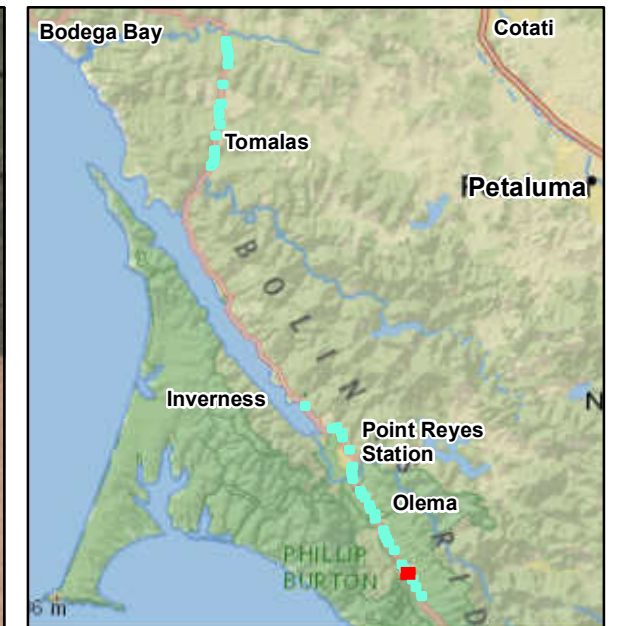 Bodega Bay
Cotati
Tomalas
Petaluma
BOLIN
Inverness
Point Reyes
Station
Olema
S RID
PHILLIP
BURTON
N
6 m